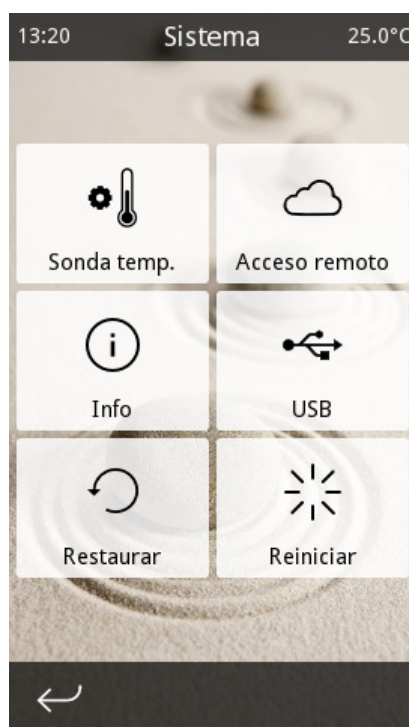 13:20 Sistema 25.0°C
Sonda temp. Acceso remoto
Info USB
Restaurar Reiniciar